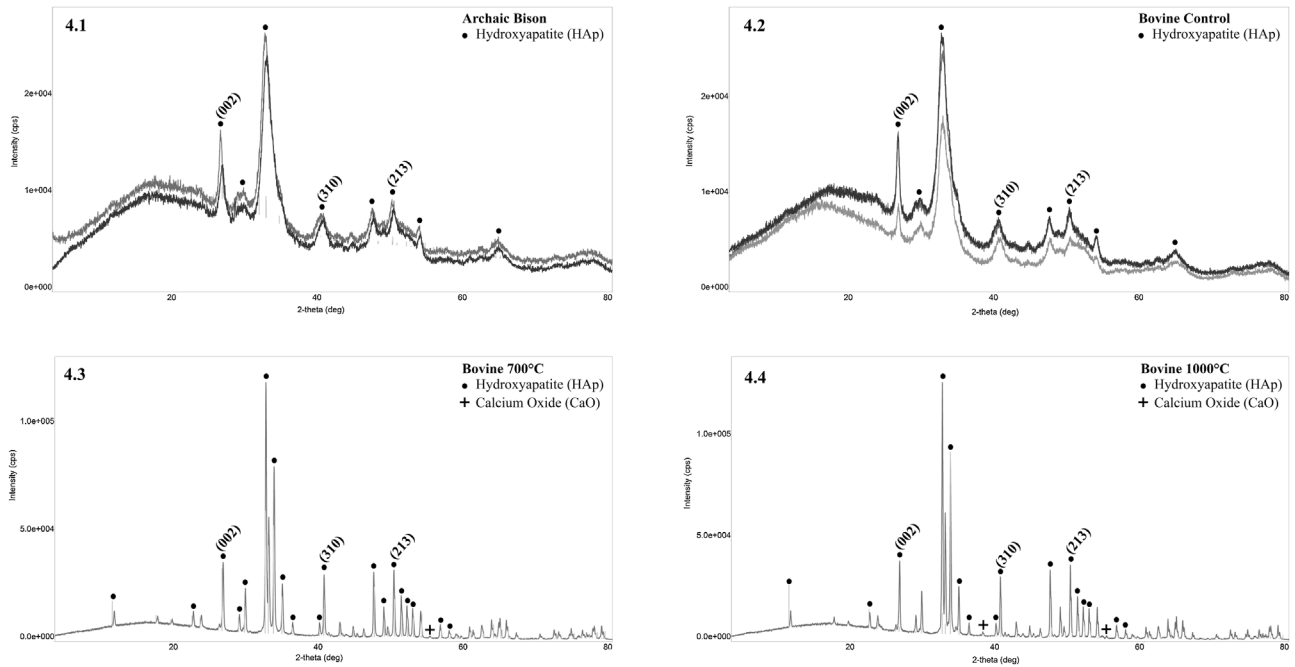 4.1
Archaic Bison
Hydroxyapatite (HAp)
(002)
(310)
(213)
2e+004
1e+004
0e+000
Intensity (cps)
20
40
60
80
2-theta (deg)
4.2
Bovine Control
Hydroxyapatite (HAp)
(002)
(310)
(213)
2e+004
1e+004
0e+000
Intensity (cps)
20
40
60
80
2-theta (deg)
4.3
Bovine 700°C
Hydroxyapatite (HAp)
+ Calcium Oxide (CaO)
(002)
(310)
(213)
1.0e+005
5.0e+004
0.0e+000
Intensity (cps)
20
40
60
80
2-theta (deg)
4.4
Bovine 1000°C
Hydroxyapatite (HAp)
+ Calcium Oxide (CaO)
(002)
(310)
(213)
1.0e+005
5.0e+004
0.0e+000
Intensity (cps)
20
40
60
80
2-theta (deg)